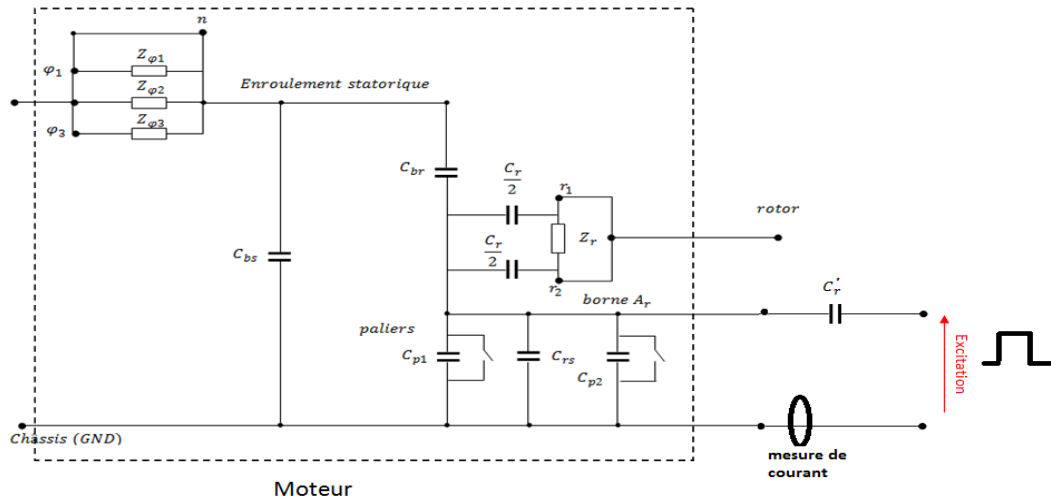 n
φ1
Zφ1
Zφ2
φ3
Zφ3
Enroulement statorique
Cbr
Cr
2
r1
rotor
Cbs
Cr
2
Zr
r2
borne Ar
Cr'
paliers
Cp1
Crs
Cp2
Excitation
Chassis (GND)
mesure de
courant
Moteur